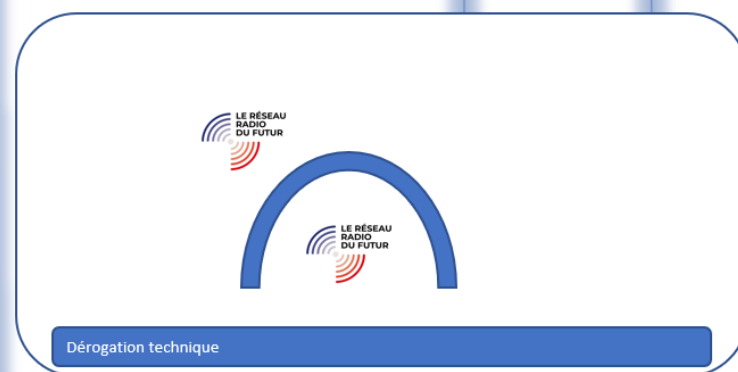 LE RÉSEAU
RADIO
DU FUTUR
LE RÉSEAU
RADIO
DU FUTUR
Dérogation technique